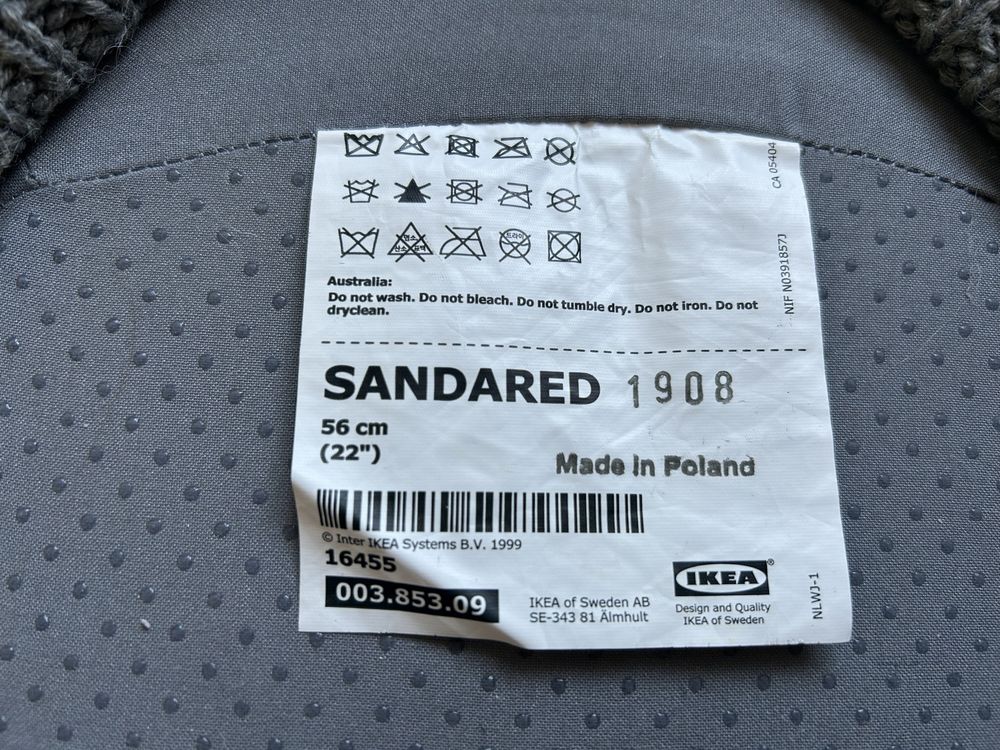 CA 05404
NIF N0391857J
Australia:
Do not wash. Do not bleach. Do not tumble dry. Do not iron. Do not
dryclean.
SANDARED 1908
56 cm
(22")
Made in Poland
© Inter IKEA Systems B.V. 1999
16455
003.853.09
IKEA of Sweden AB
SE-343 81 Älmhult
IKEA®
Design and Quality
IKEA of Sweden
NLWJ-1